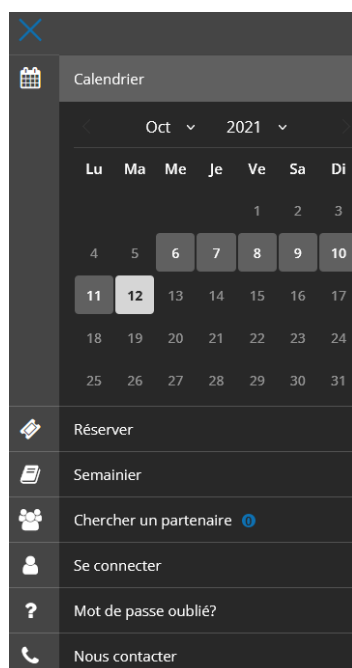 Calendrier
Oct 2021
Lu Ma Me Je Ve Sa Di
1 2 3
4 5 6 7 8 9 10
11 12 13 14 15 16 17
18 19 20 21 22 23 24
25 26 27 28 29 30 31
Réserver
Semainier
Chercher un partenaire 0
Se connecter
? Mot de passe oublié?
Nous contacter